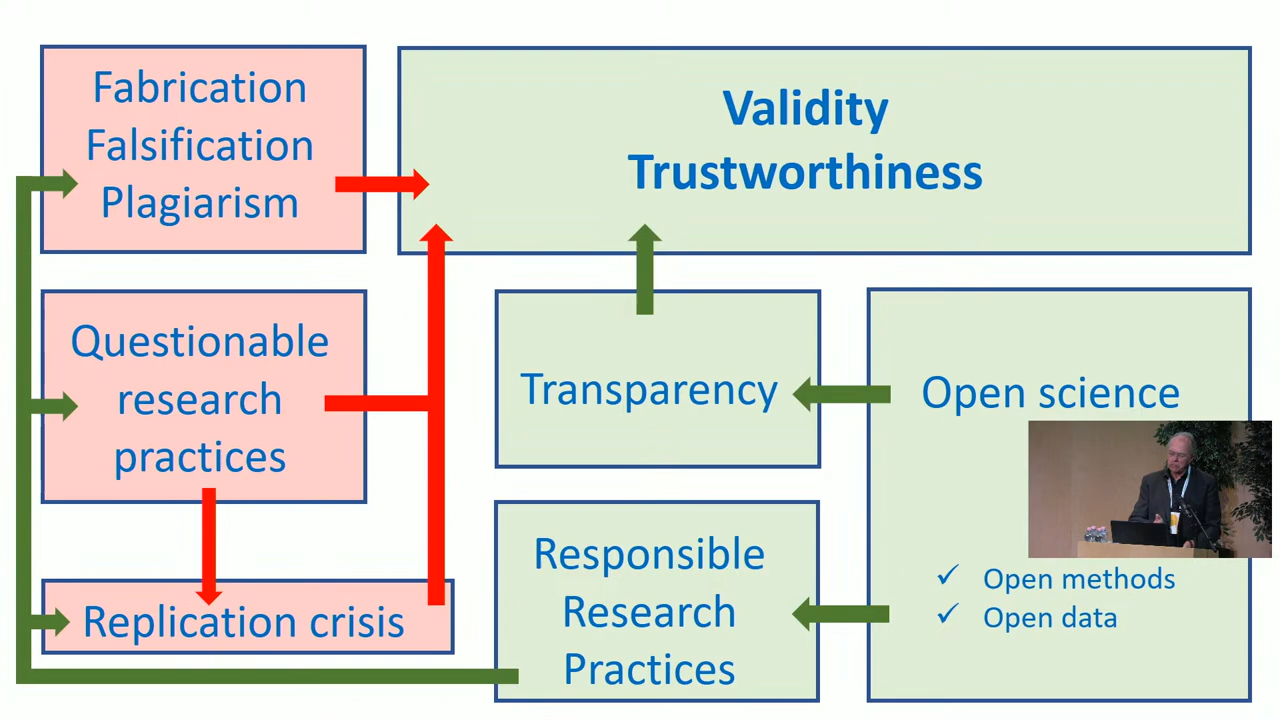 Fabrication
Falsification
Plagiarism
Validity
Trustworthiness
Questionable
research
practices
Transparency
Open science
Replication crisis
Responsible
Research
Practices
✓ Open methods
✓ Open data